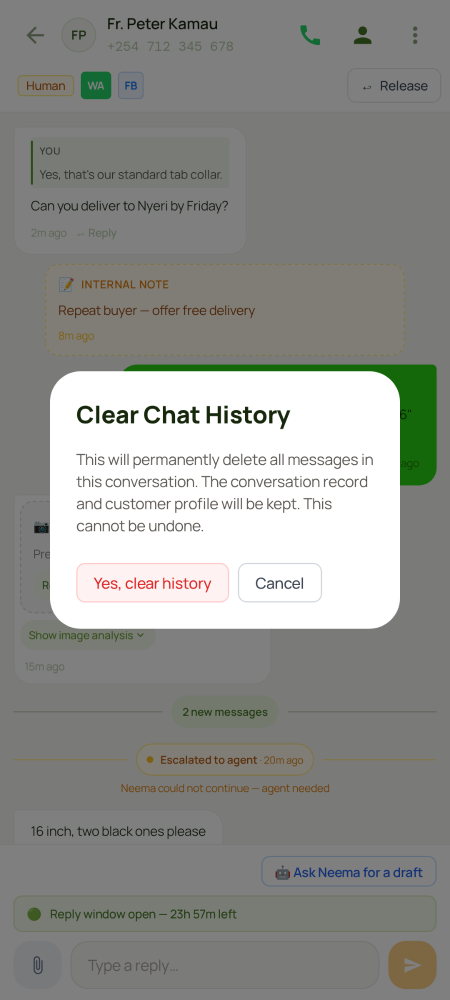 FP
Fr. Peter Kamau
+254 712 345 678
Human
WA
FB
Release
YOU
Yes, that's our standard tab collar.
Can you deliver to Nyeri by Friday?
2m ago
Reply
INTERNAL NOTE
Repeat buyer — offer free delivery
8m ago
6"
ago
Clear Chat History
This will permanently delete all messages in
this conversation. The conversation record
and customer profile will be kept. This
cannot be undone.
Yes, clear history
Cancel
Pre
R
Show image analysis
15m ago
2 new messages
Escalated to agent · 20m ago
Neema could not continue — agent needed
16 inch, two black ones please
Ask Neema for a draft
Reply window open — 23h 57m left
Type a reply...